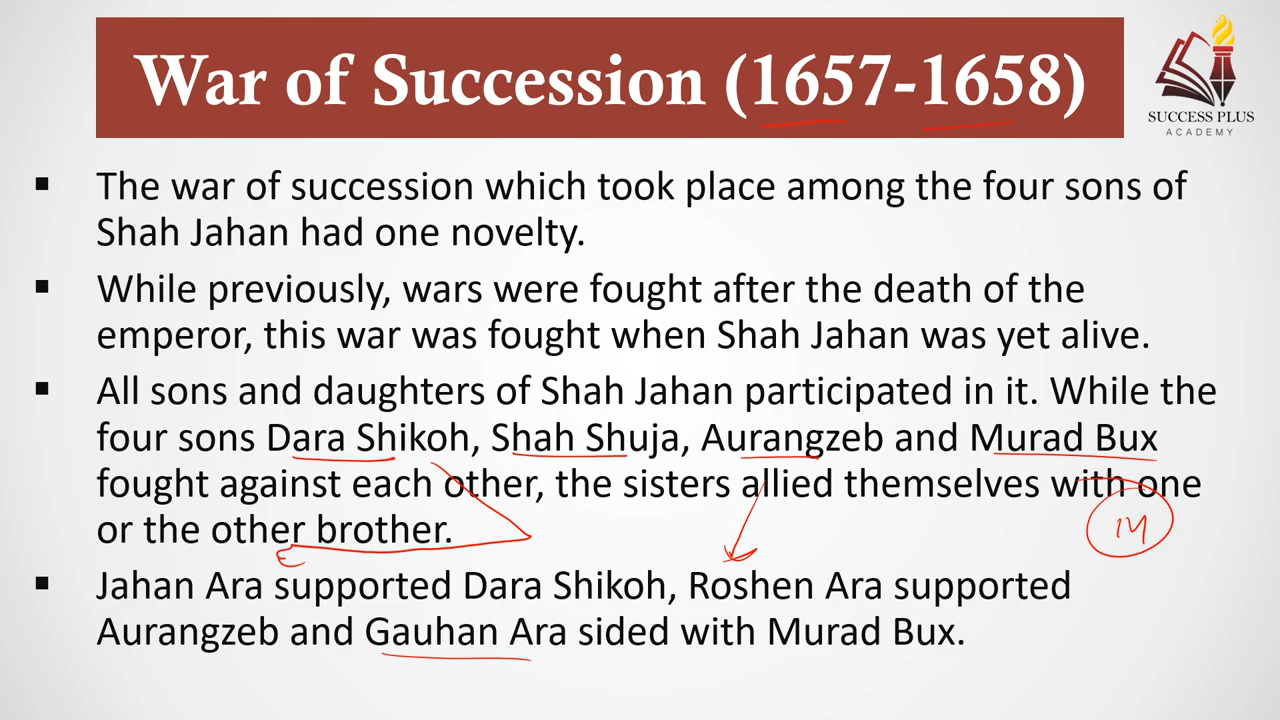 War of Succession (1657-1658)
SUCCESS PLUS
ACADEMY
▪ The war of succession which took place among the four sons of
Shah Jahan had one novelty.
▪ While previously, wars were fought after the death of the
emperor, this war was fought when Shah Jahan was yet alive.
▪ All sons and daughters of Shah Jahan participated in it. While the
four sons Dara Shikoh, Shah Shuja, Aurangzeb and Murad Bux
fought against each other, the sisters allied themselves with one
or the other brother.
14
▪ Jahan Ara supported Dara Shikoh, Roshen Ara supported
Aurangzeb and Gauhan Ara sided with Murad Bux.